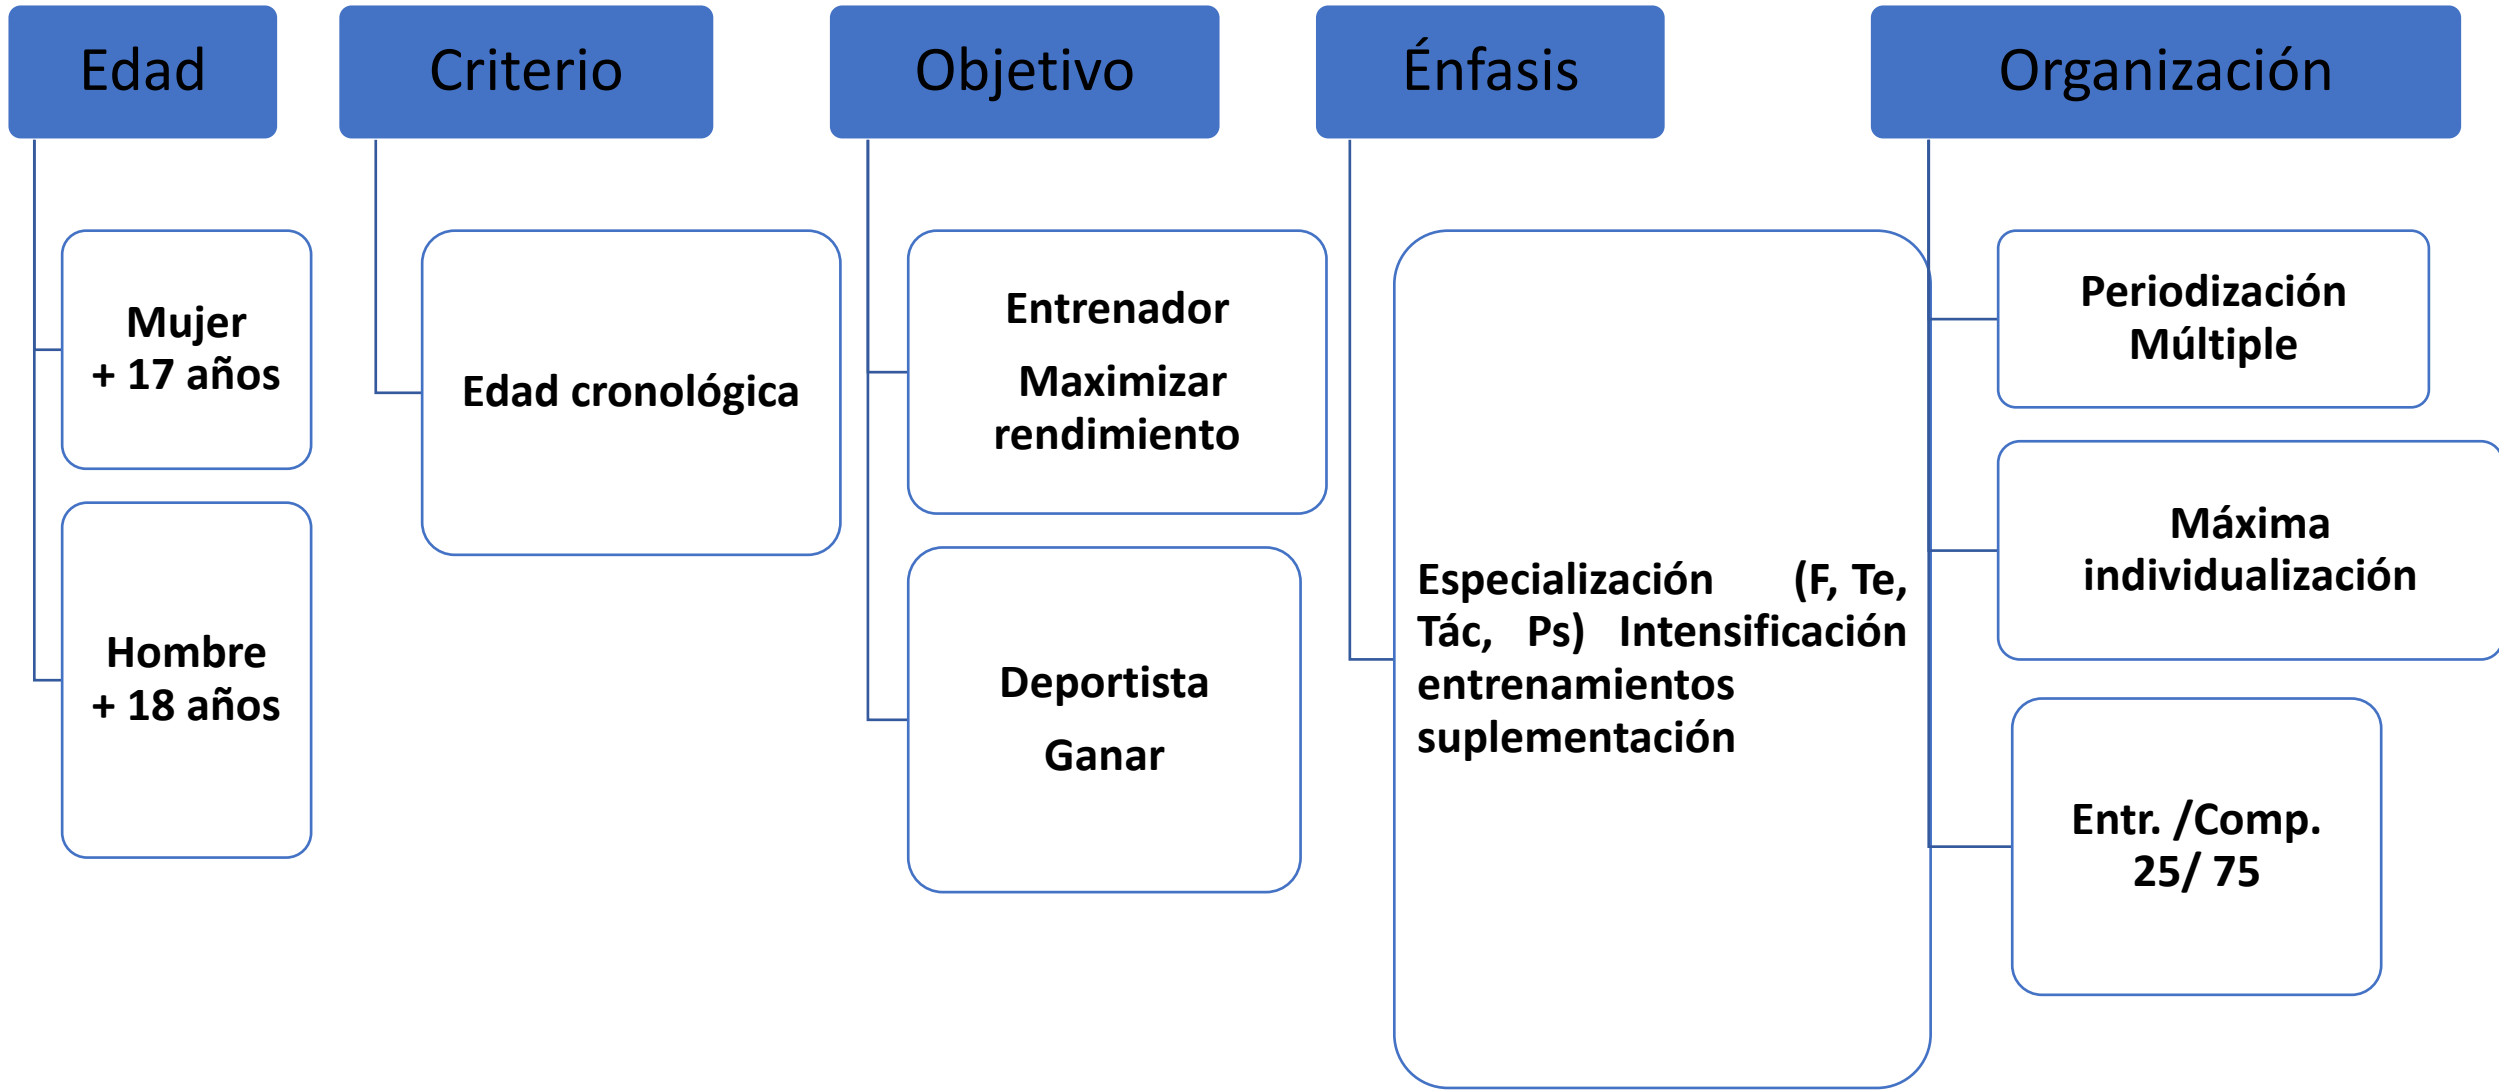 Edad
Mujer
+ 17 años
Hombre
+ 18 años
Criterio
Edad cronológica
Objetivo
Entrenador
Maximizar
rendimiento
Deportista
Ganar
Énfasis
Especialización (F, Te,
Tác, Ps) Intensificación
entrenamientos
suplementación
Organización
Periodización
Múltiple
Máxima
individualización
Entr. /Comp.
25/ 75